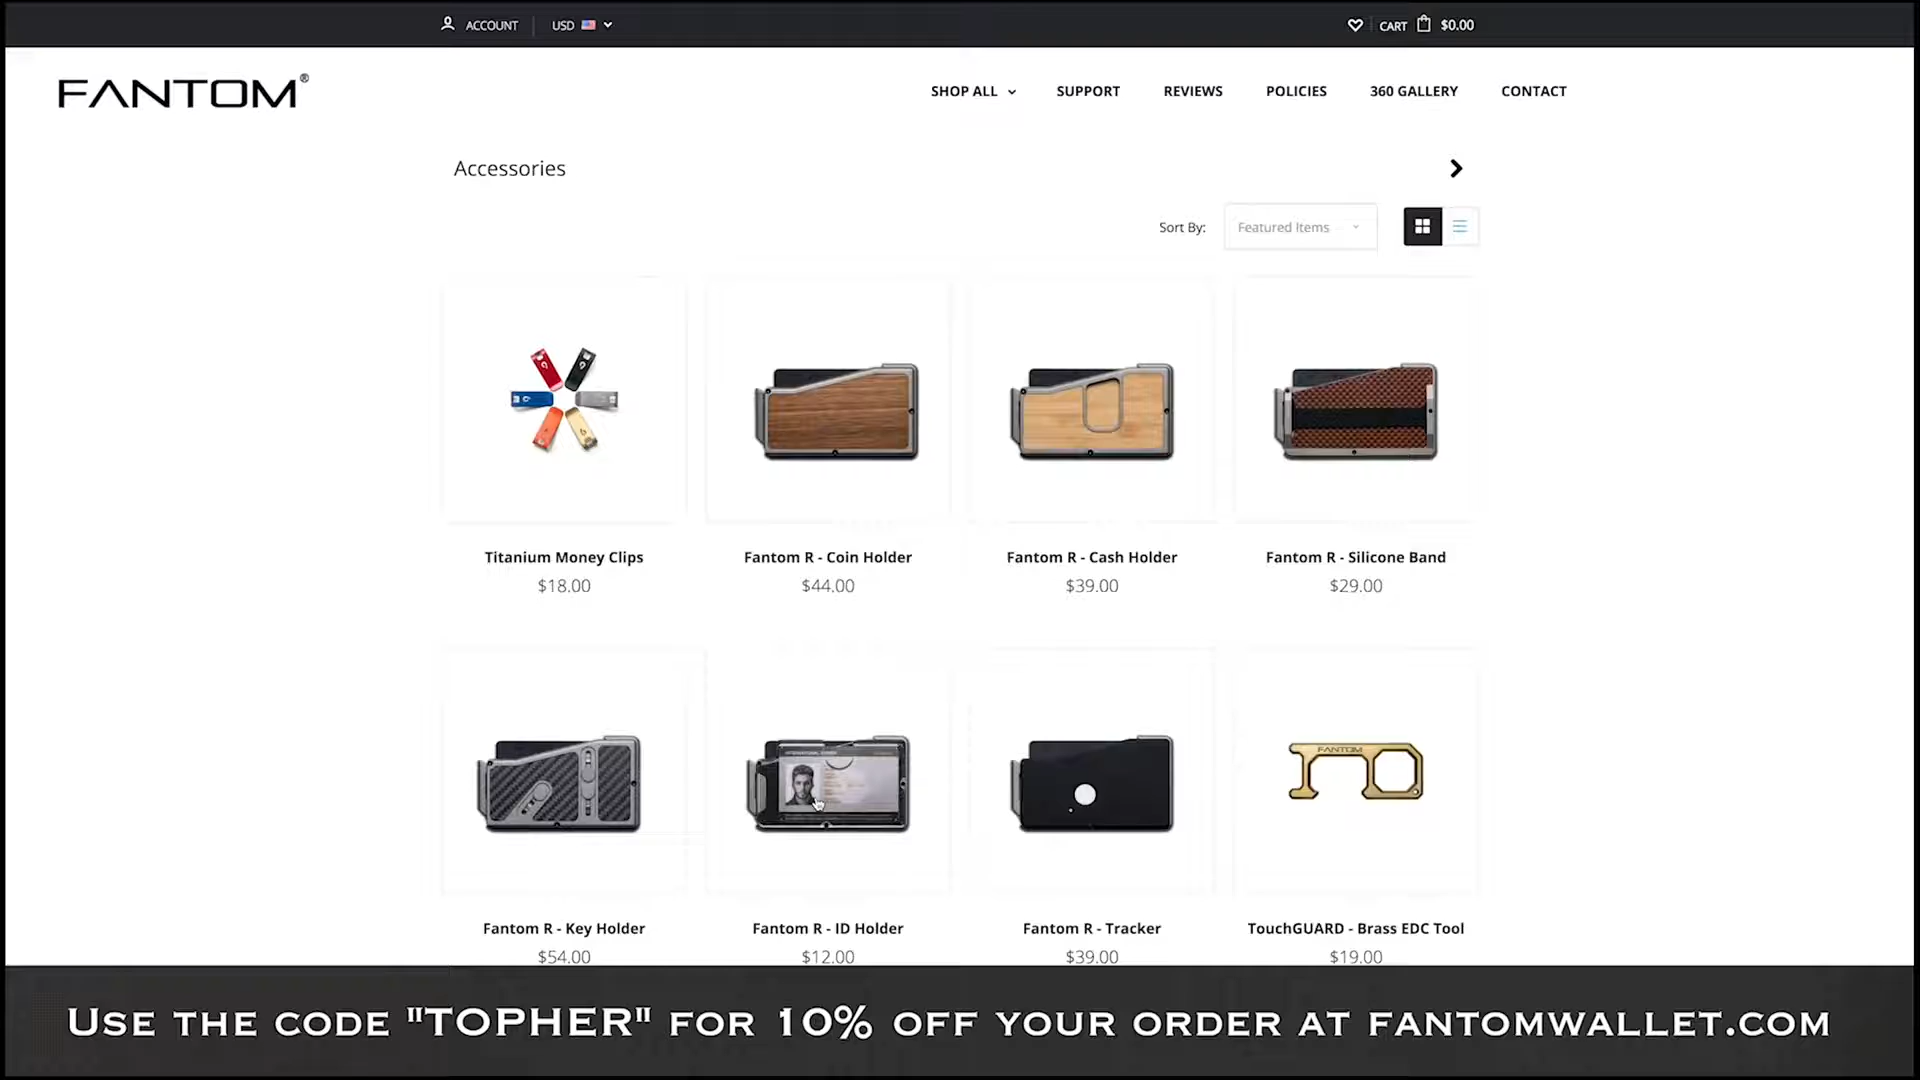 ACCOUNT USD CART $0.00
FANTOM®
SHOP ALL SUPPORT REVIEWS POLICIES 360 GALLERY CONTACT
Accessories
Sort By: Featured Items
Titanium Money Clips
$18.00
Fantom R - Coin Holder
$44.00
Fantom R - Cash Holder
$39.00
Fantom R - Silicone Band
$29.00
FANTOM
Fantom R - Key Holder
$54.00
Fantom R - ID Holder
$12.00
Fantom R - Tracker
$39.00
TouchGUARD - Brass EDC Tool
$19.00
USE THE CODE "TOPHER" FOR 10% OFF YOUR ORDER AT FANTOMWALLET.COM